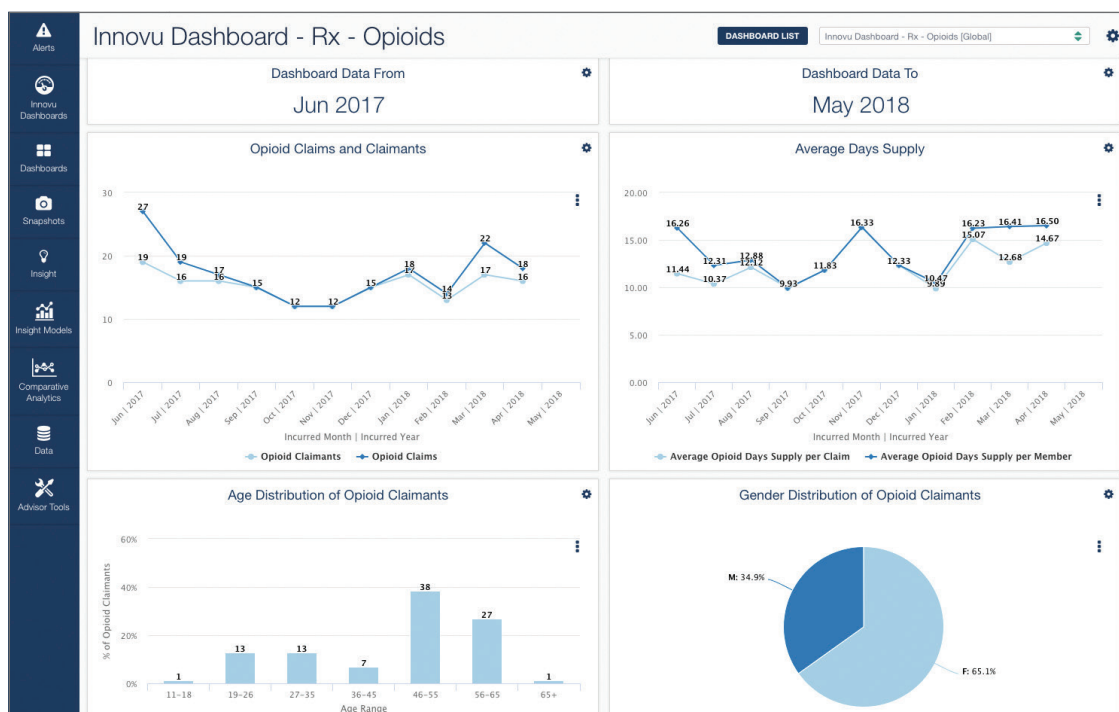 Alerts
Innovu
Dashboards
Dashboards
Snapshots
Insight
Insight Models
Comparative
Analytics
Data
Advisor Tools
Innovu Dashboard - Rx - Opioids
DASHBOARD LIST
Innovu Dashboard - Rx - Opioids [Global]
Dashboard Data From
Jun 2017
Dashboard Data To
May 2018
Opioid Claims and Claimants
30
20
10
0
27 19 17 15 12 12 15 18 14 22 18
19 16 16 17 13 17 16
Jun | 2017 Jul | 2017 Aug | 2017 Sep | 2017 Oct | 2017 Nov | 2017 Dec | 2017 Jan | 2018 Feb | 2018 Mar | 2018 Apr | 2018 May | 2018
Incurred Month | Incurred Year
Opioid Claimants Opioid Claims
Average Days Supply
20.00
15.00
10.00
5.00
0.00
16.26 12.31 12.88 9.93 11.83 16.33 12.33 10.47 16.23 16.41 16.50
11.44 10.37 12.12 9.89 15.07 12.68 14.67
Jun | 2017 Jul | 2017 Aug | 2017 Sep | 2017 Oct | 2017 Nov | 2017 Dec | 2017 Jan | 2018 Feb | 2018 Mar | 2018 Apr | 2018 May | 2018
Incurred Month | Incurred Year
Average Opioid Days Supply per Claim Average Opioid Days Supply per Member
Age Distribution of Opioid Claimants
% of Opioid Claimants
60%
40%
20%
0%
1 13 13 7 38 27 1
11-18 19-26 27-35 36-45 46-55 56-65 65+
Age Range
Gender Distribution of Opioid Claimants
M: 34.9%
F: 65.1%